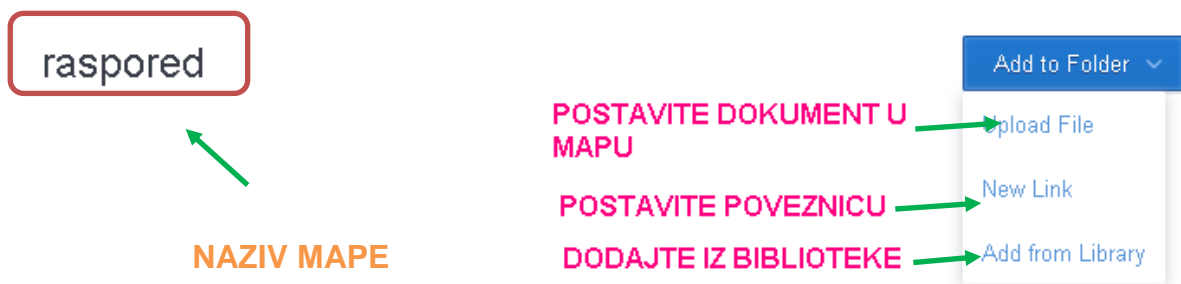 raspored
Add to Folder
POSTAVITE DOKUMENT U
MAPU
Upload File
POSTAVITE POVEZNICU
New Link
NAZIV MAPE
DODAJTE IZ BIBLIOTEKE
Add from Library